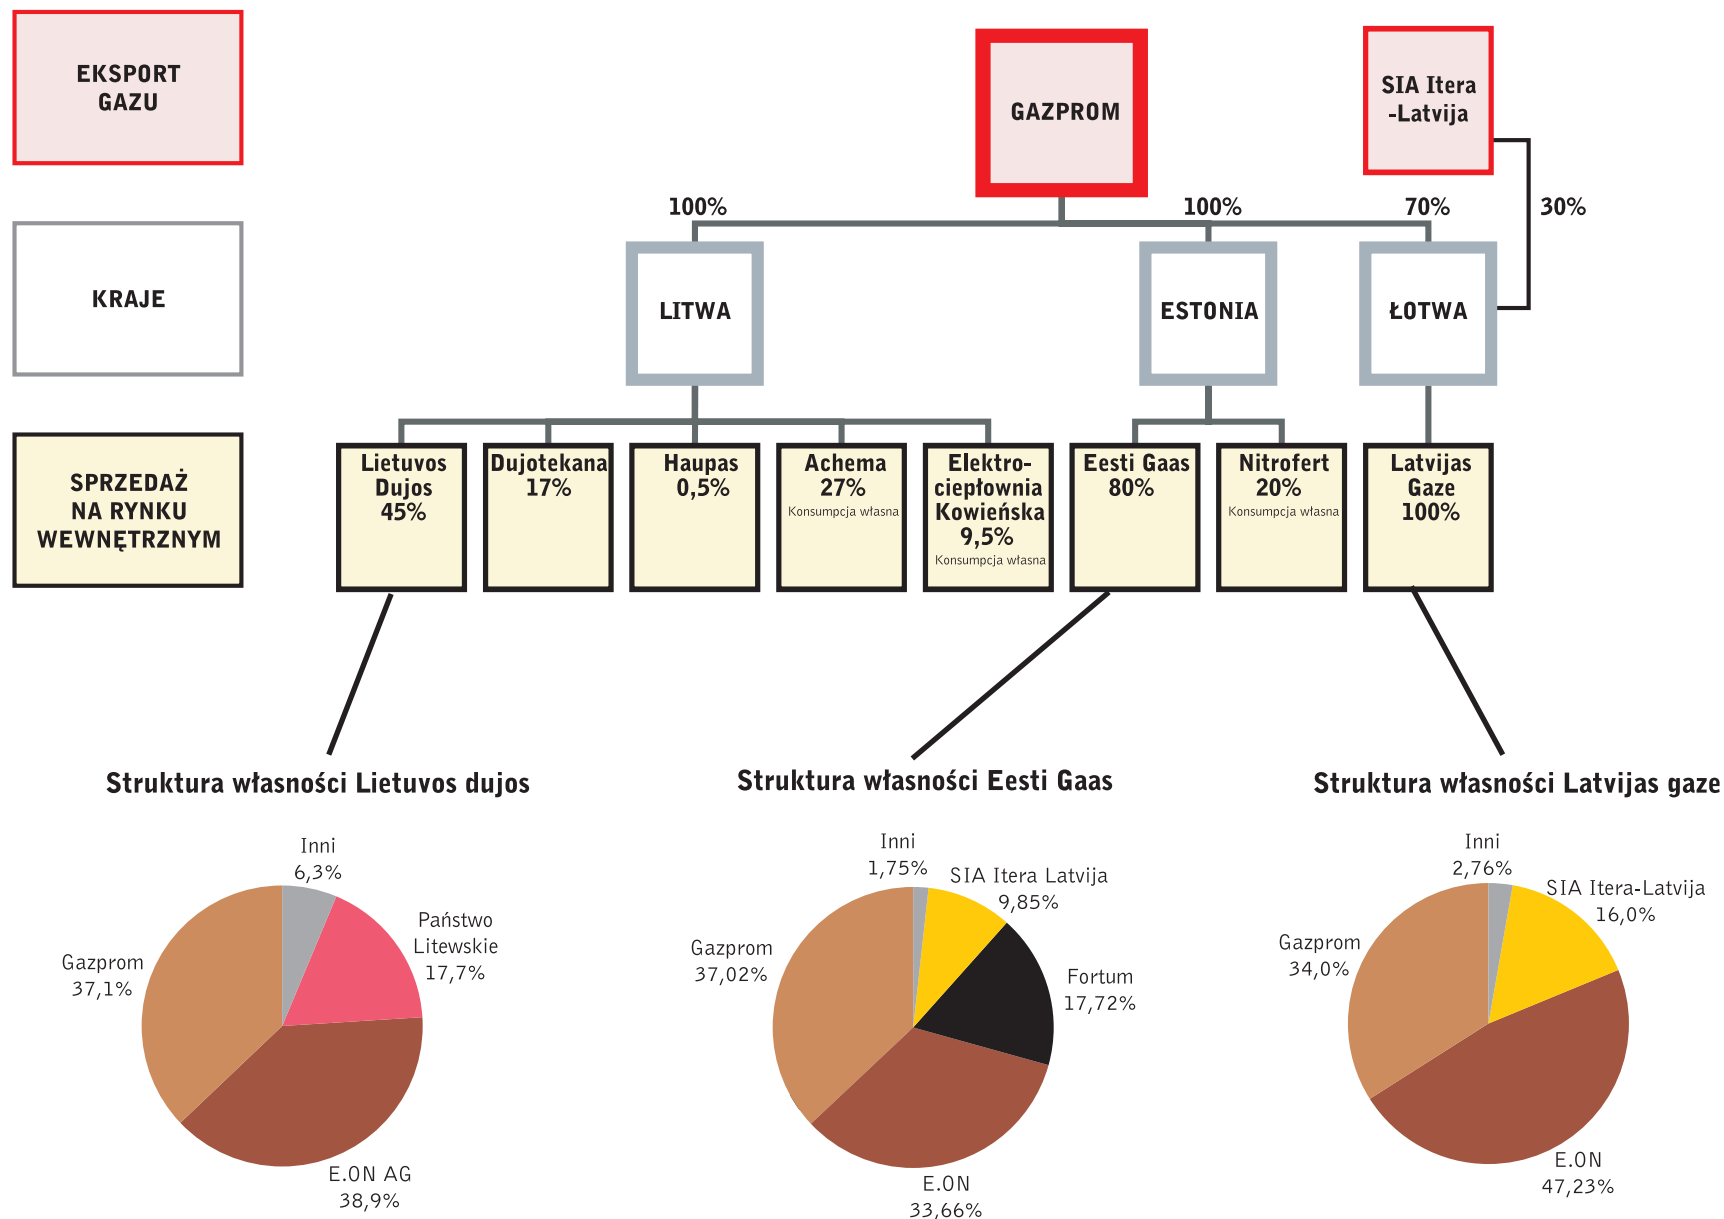 EKSPORT
GAZU
GAZPROM
SIA Itera
-Latvija
100%
100%
70%
30%
KRAJE
LITWA
ESTONIA
ŁOTWA
SPRZEDAŻ
NA RYNKU
WEWNĘTRZNYM
Lietuvos
Dujos
45%
Dujotekana
17%
Haupas
0,5%
Achema
27%
Konsumpcja własna
Elektro-
ciepłownia
Kowieńska
9,5%
Konsumpcja własna
Eesti Gaas
80%
Nitrofert
20%
Konsumpcja własna
Latvijas
Gaze
100%
Struktura własności Lietuvos dujos
Inni
6,3%
Państwo
Litewskie
17,7%
Gazprom
37,1%
E.ON AG
38,9%
Struktura własności Eesti Gaas
Inni
1,75%
SIA Itera Latvija
9,85%
Gazprom
37,02%
Fortum
17,72%
E.ON
33,66%
Struktura własności Latvijas gaze
Inni
2,76%
SIA Itera-Latvija
16,0%
Gazprom
34,0%
E.ON
47,23%